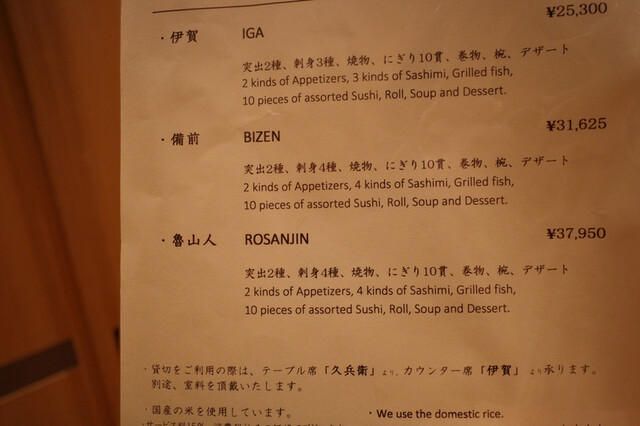 ¥25,300
・伊賀 IGA
突出2種、刺身3種、焼物、にぎり10貫、巻物、椀、デザート
2 kinds of Appetizers, 3 kinds of Sashimi, Grilled fish,
10 pieces of assorted Sushi, Roll, Soup and Dessert.
・備前 BIZEN ¥31,625
突出2種、刺身4種、焼物、にぎり10貫、巻物、椀、デザート
2 kinds of Appetizers, 4 kinds of Sashimi, Grilled fish,
10 pieces of assorted Sushi, Roll, Soup and Dessert.
・魯山人 ROSANJIN ¥37,950
突出2種、刺身4種、焼物、にぎり10貫、巻物、椀、デザート
2 kinds of Appetizers, 4 kinds of Sashimi, Grilled fish,
10 pieces of assorted Sushi, Roll, Soup and Dessert.
・貸切をご利用の際は、テーブル席「久兵衛」より、カウンター席「伊賀」より承ります。
別途、室料を頂戴いたします。
・国産の米を使用しています。 ・We use the domestic rice.